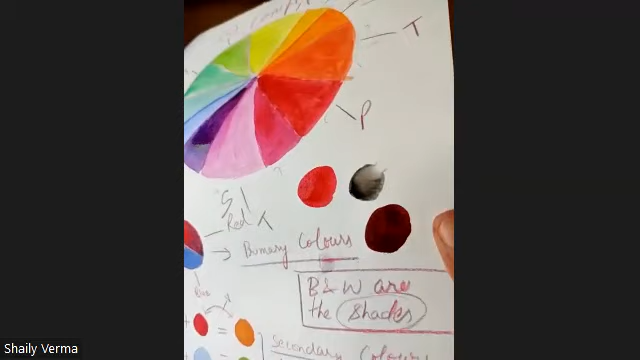 T
P
Red T
Primary Colours
B & W are
the Shades
=
Secondary Colours
Shaily Verma